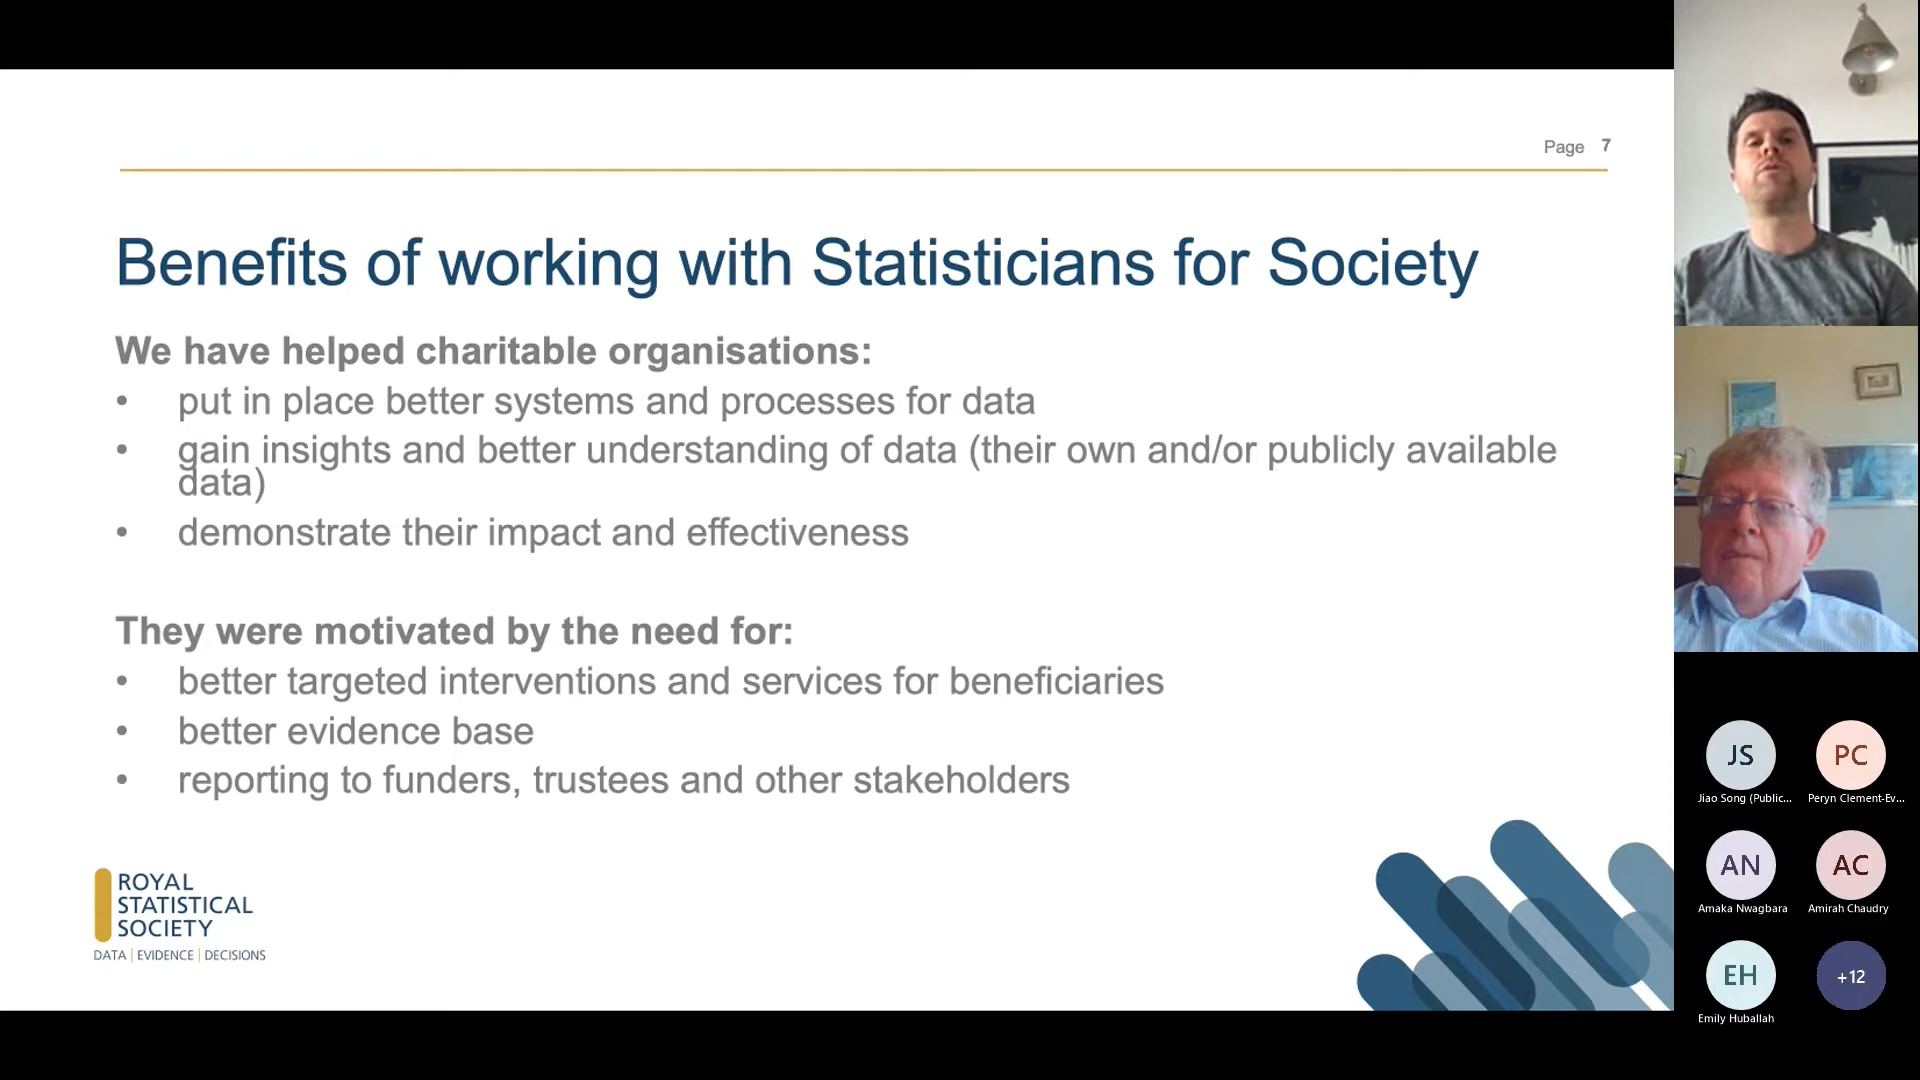 Page 7
Benefits of working with Statisticians for Society
We have helped charitable organisations:
• put in place better systems and processes for data
• gain insights and better understanding of data (their own and/or publicly available
data)
• demonstrate their impact and effectiveness
They were motivated by the need for:
• better targeted interventions and services for beneficiaries
• better evidence base
• reporting to funders, trustees and other stakeholders
ROYAL
STATISTICAL
SOCIETY
DATA | EVIDENCE | DECISIONS
JS
PC
Jiao Song (Public...
Peryn Clement-Ev...
AN
AC
Amaka Nwagbara
Amirah Chaudry
EH
+12
Emily Huballah